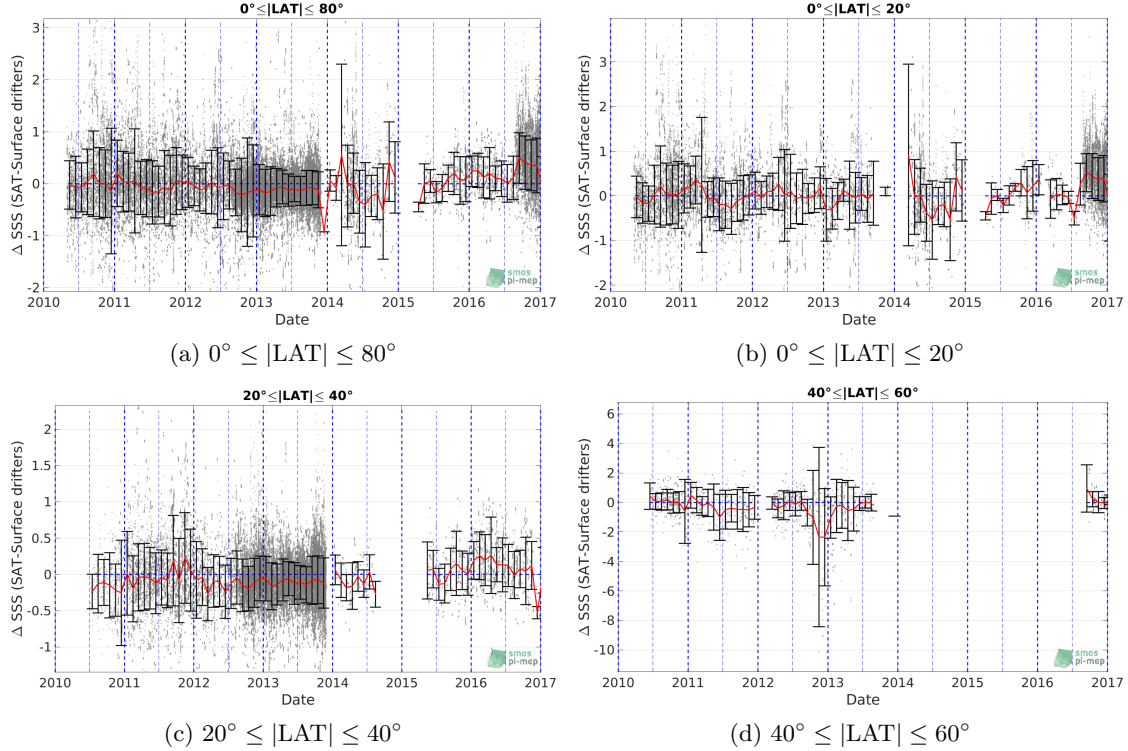 0°≤|LAT|≤ 80°
Δ SSS (SAT-Surface drifters)
3
2
1
0
-1
-2
2010 2011 2012 2013 2014 2015 2016 2017
Date
smos
pi-mep
(a) 0° ≤ |LAT| ≤ 80°
0°≤|LAT|≤ 20°
Δ SSS (SAT-Surface drifters)
3
2
1
0
-1
-2
2010 2011 2012 2013 2014 2015 2016 2017
Date
smos
pi-mep
(b) 0° ≤ |LAT| ≤ 20°
20°≤|LAT|≤ 40°
Δ SSS (SAT-Surface drifters)
2
1.5
1
0.5
0
-0.5
-1
2010 2011 2012 2013 2014 2015 2016 2017
Date
smos
pi-mep
(c) 20° ≤ |LAT| ≤ 40°
40°≤|LAT|≤ 60°
Δ SSS (SAT-Surface drifters)
6
4
2
0
-2
-4
-6
-8
-10
2010 2011 2012 2013 2014 2015 2016 2017
Date
smos
pi-mep
(d) 40° ≤ |LAT| ≤ 60°